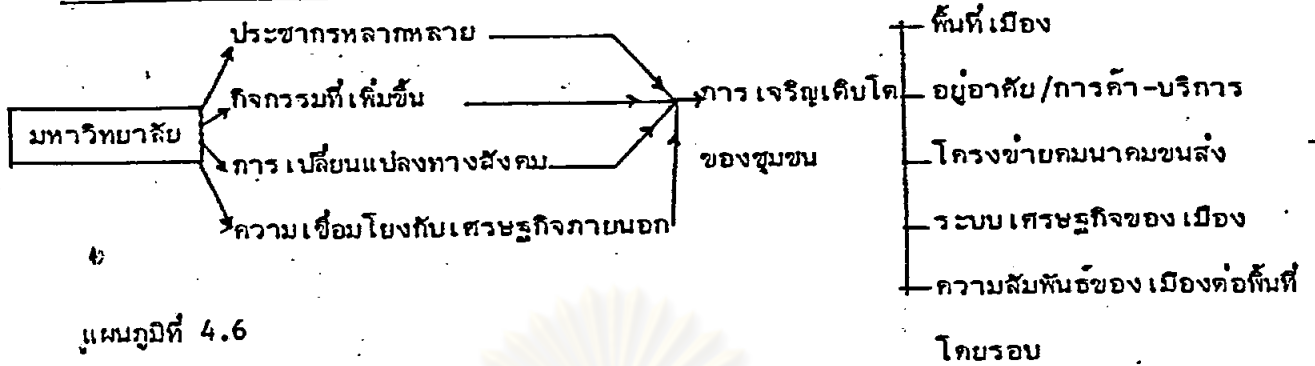 มหาวิทยาลัย
ประชากรหลากหลาย
กิจกรรมที่เพิ่มขึ้น
การเปลี่ยนแปลงทางสังคม
ความเชื่อมโยงกับเศรษฐกิจภายนอก
การเจริญเติบโต
ของชุมชน
พื้นที่เมือง
อยู่อาศัย/การค้า-บริการ
โครงข่ายคมนาคมขนส่ง
ระบบเศรษฐกิจของเมือง
ความสัมพันธ์ของเมืองต่อพื้นที่
โดยรอบ
แผนภูมิที่ 4.6